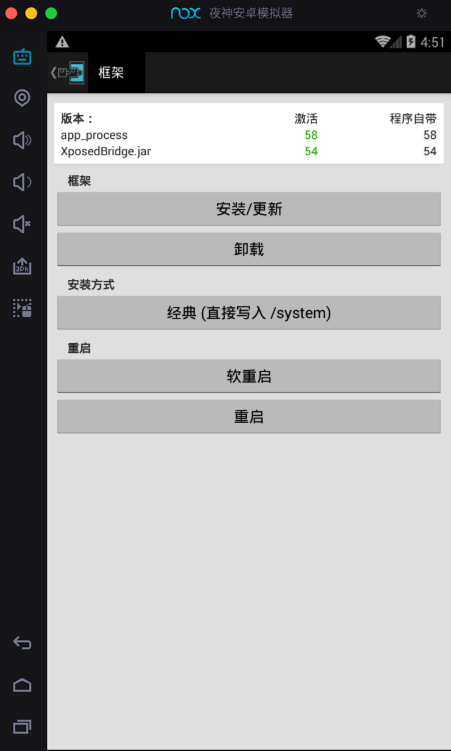 nox 夜神安卓模拟器
4:51
框架
版本： 激活 程序自带
app_process 58 58
XposedBridge.jar 54 54
框架
安装/更新
卸载
安装方式
经典 (直接写入 /system)
重启
软重启
重启